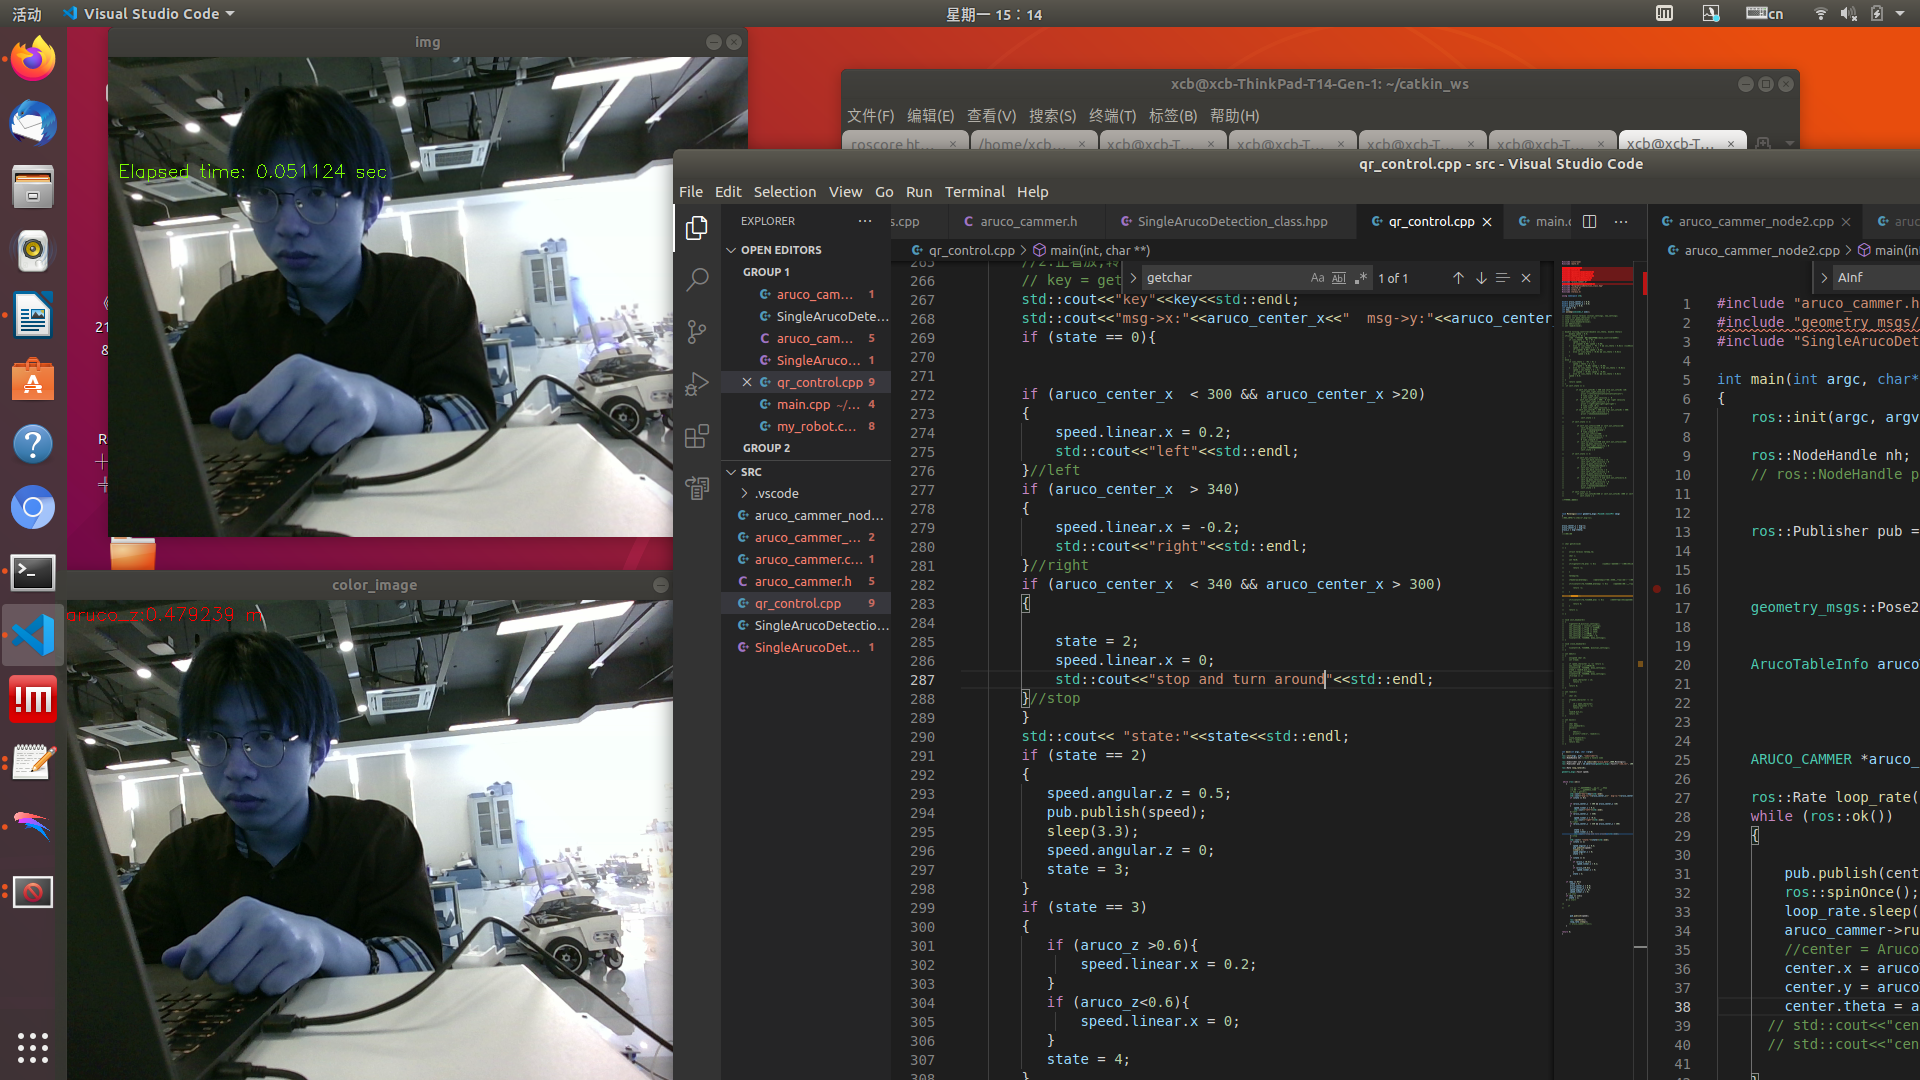 活动
Visual Studio Code
星期一 15：14
cn
img
Elapsed time: 0.051124 sec
color_image
aruco_z:0.479239 m
xcb@xcb-ThinkPad-T14-Gen-1: ~/catkin_ws
文件(F) 编辑(E) 查看(V) 搜索(S) 终端(T) 标签(B) 帮助(H)
roscore ht... × /home/xcb... × xcb@xcb-T... × xcb@xcb-T... × xcb@xcb-T... × xcb@xcb-T... × xcb@xcb-T... ×
qr_control.cpp - src - Visual Studio Code
File Edit Selection View Go Run Terminal Help
EXPLORER
OPEN EDITORS
GROUP 1
aruco_cam... 1
SingleArucoDete...
aruco_cam... 5
SingleAruco... 1
qr_control.cpp 9
main.cpp ~/... 4
my_robot.c... 8
GROUP 2
SRC
.vscode
aruco_cammer_nod...
aruco_cammer_... 2
aruco_cammer.c... 1
aruco_cammer.h 5
qr_control.cpp 9
SingleArucoDetectio...
SingleArucoDet... 1
s.cpp aruco_cammer.h SingleArucoDetection_class.hpp qr_control.cpp main.c
qr_control.cpp > main(int, char **)
getchar Aa Abl .* 1 of 1
266 // key = get
267 std::cout<<"key"<<key<<std::endl;
268 std::cout<<"msg->x:"<<aruco_center_x<<"  msg->y:"<<aruco_center_
269 if (state == 0){
270
271
272 if (aruco_center_x  < 300 && aruco_center_x >20)
273 {
274 speed.linear.x = 0.2;
275 std::cout<<"left"<<std::endl;
276 }//left
277 if (aruco_center_x  > 340)
278 {
279 speed.linear.x = -0.2;
280 std::cout<<"right"<<std::endl;
281 }//right
282 if (aruco_center_x  < 340 && aruco_center_x > 300)
283 {
284
285 state = 2;
286 speed.linear.x = 0;
287 std::cout<<"stop and turn around"<<std::endl;
288 }//stop
289 }
290 std::cout<< "state:"<<state<<std::endl;
291 if (state == 2)
292 {
293 speed.angular.z = 0.5;
294 pub.publish(speed);
295 sleep(3.3);
296 speed.angular.z = 0;
297 state = 3;
298 }
299 if (state == 3)
300 {
301 if (aruco_z >0.6){
302 speed.linear.x = 0.2;
303 }
304 if (aruco_z<0.6){
305 speed.linear.x = 0;
306 }
307 state = 4;
308 }
aruco_cammer_node2.cpp
aruco_cammer_node2.cpp > main(int
AInf
1 #include "aruco_cammer.h
2 #include "geometry_msgs/
3 #include "SingleArucoDet
4
5 int main(int argc, char*
6 {
7 ros::init(argc, argv
8
9 ros::NodeHandle nh;
10 // ros::NodeHandle p
11
12
13 ros::Publisher pub =
14
15
16
17 geometry_msgs::Pose2
18
19
20 ArucoTableInfo aruco
21
22
23
24
25 ARUCO_CAMMER *aruco_
26
27 ros::Rate loop_rate(
28 while (ros::ok())
29 {
30
31 pub.publish(cent
32 ros::spinOnce();
33 loop_rate.sleep(
34 aruco_cammer->ru
35 //center = Aruco
36 center.x = aruco
37 center.y = aruco
38 center.theta = a
39 // std::cout<<"cen
40 // std::cout<<"cen
41